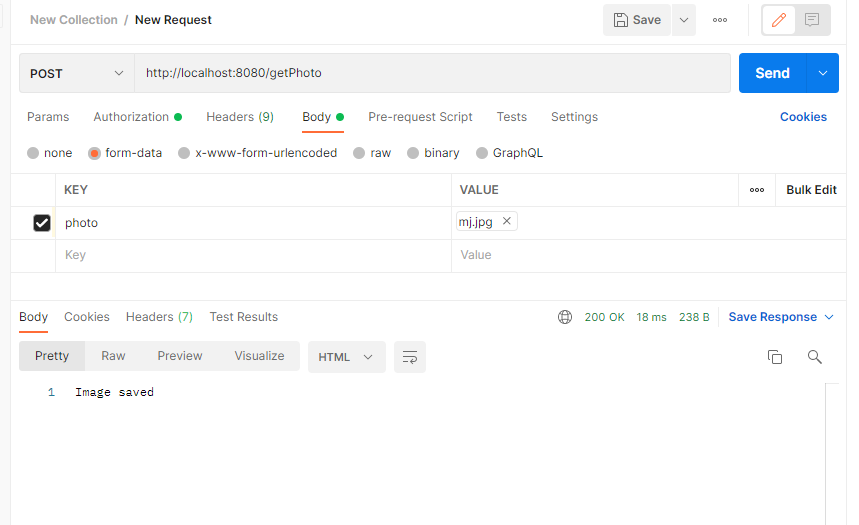 New Collection / New Request Save
POST http://localhost:8080/getPhoto Send
Params Authorization Headers (9) Body Pre-request Script Tests Settings Cookies
none form-data x-www-form-urlencoded raw binary GraphQL
KEY VALUE Bulk Edit
photo mj.jpg
Key Value
Body Cookies Headers (7) Test Results 200 OK 18 ms 238 B Save Response
Pretty Raw Preview Visualize HTML
1 Image saved